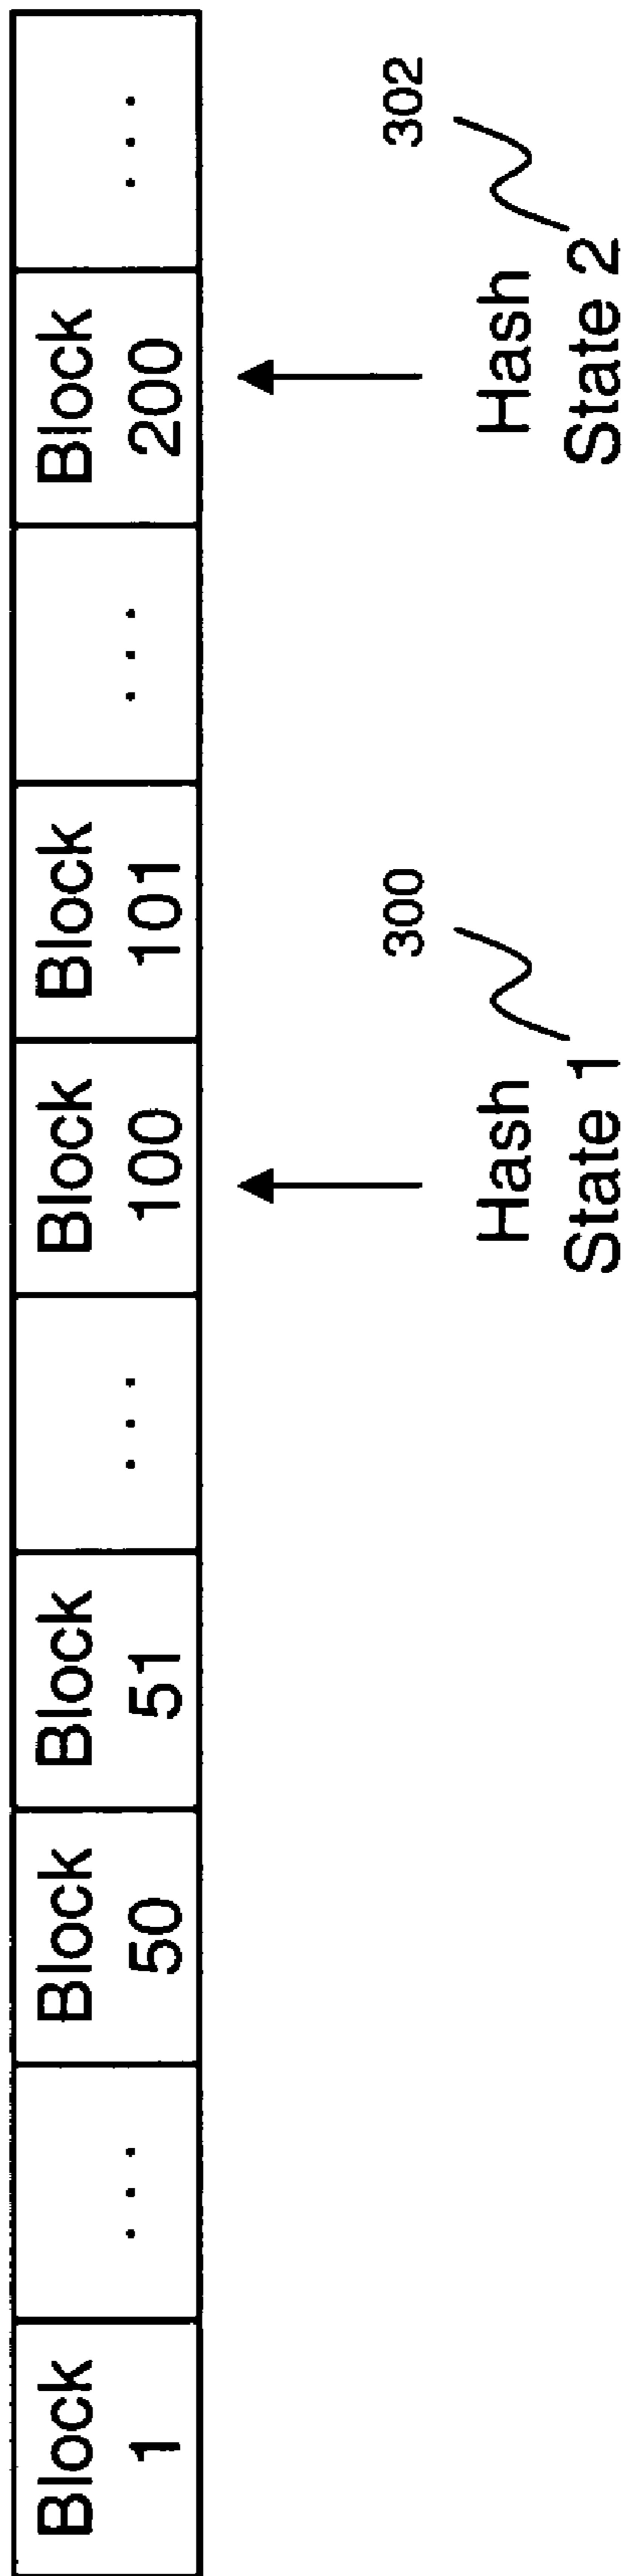 Block
1
. . .
Block
50
Block
51
. . .
Block
100
Block
101
. . .
Block
200
. . .
Hash
State 1
300
Hash
State 2
302